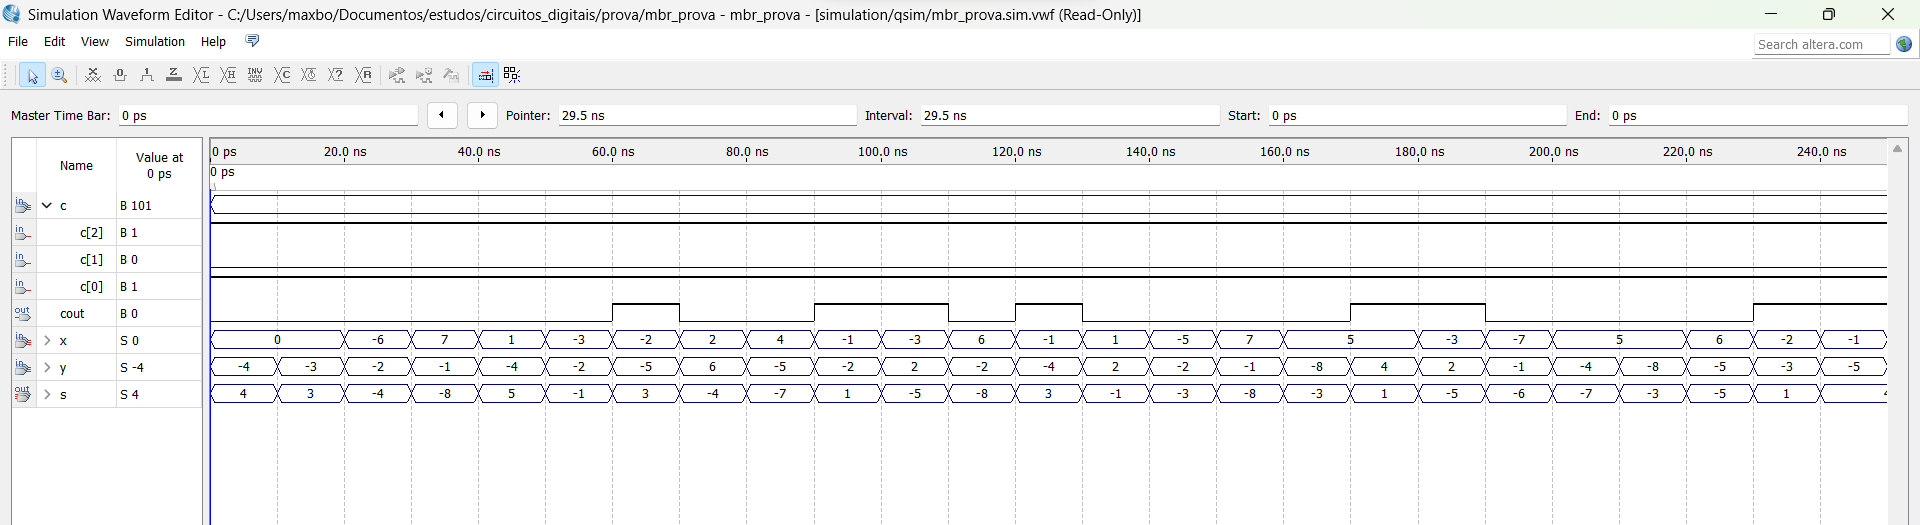 Simulation Waveform Editor - C:/Users/maxbo/Documentos/estudos/circuitos_digitais/prova/mbr_prova - mbr_prova - [simulation/qsim/mbr_prova.sim.vwf (Read-Only)]
File Edit View Simulation Help Search altera.com
Master Time Bar: 0 ps Pointer: 29.5 ns Interval: 29.5 ns Start: 0 ps End: 0 ps
Name Value at 0 ps
0 ps 20.0 ns 40.0 ns 60.0 ns 80.0 ns 100.0 ns 120.0 ns 140.0 ns 160.0 ns 180.0 ns 200.0 ns 220.0 ns 240.0 ns
0 ps
in c B 101
in c[2] B 1
in c[1] B 0
in c[0] B 1
out cout B 0
in x S 0 0 -6 7 1 -3 -2 2 4 -1 -3 6 -1 1 -5 7 5 -3 -7 5 6 -2 -1
in y S -4 -4 -3 -2 -1 -4 -2 -5 6 -5 -2 2 -2 -4 2 -2 -1 -8 4 2 -1 -4 -8 -5 -3 -5
out s S 4 4 3 -4 -8 5 -1 3 -4 -7 1 -5 -8 3 -1 -3 -8 -3 1 -5 -6 -7 -3 -5 1